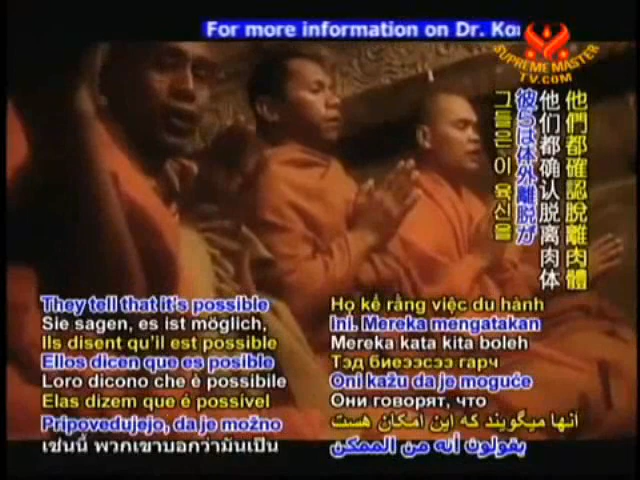 For more information on Dr. Ko
SUPREME MASTER
TV.COM
他們都確認脫離肉體
他们都确认脱离肉体
彼らは体外離脱が
그들은 이 육신을
They tell that it's possible
Sie sagen, es ist möglich,
Ils disent qu'il est possible
Ellos dicen que es posible
Loro dicono che è possibile
Elas dizem que é possível
Pripovedujejo, da je možno
เช่นนี้ พวกเขาบอกว่ามันเป็น
Họ kể rằng việc du hành
Ini. Mereka mengatakan
Mereka kata kita boleh
Тэд биеэсээ гарч
Oni kažu da je moguće
Они говорят, что
آنها میگویند که این امکان هست
يقولون أنه من الممكن